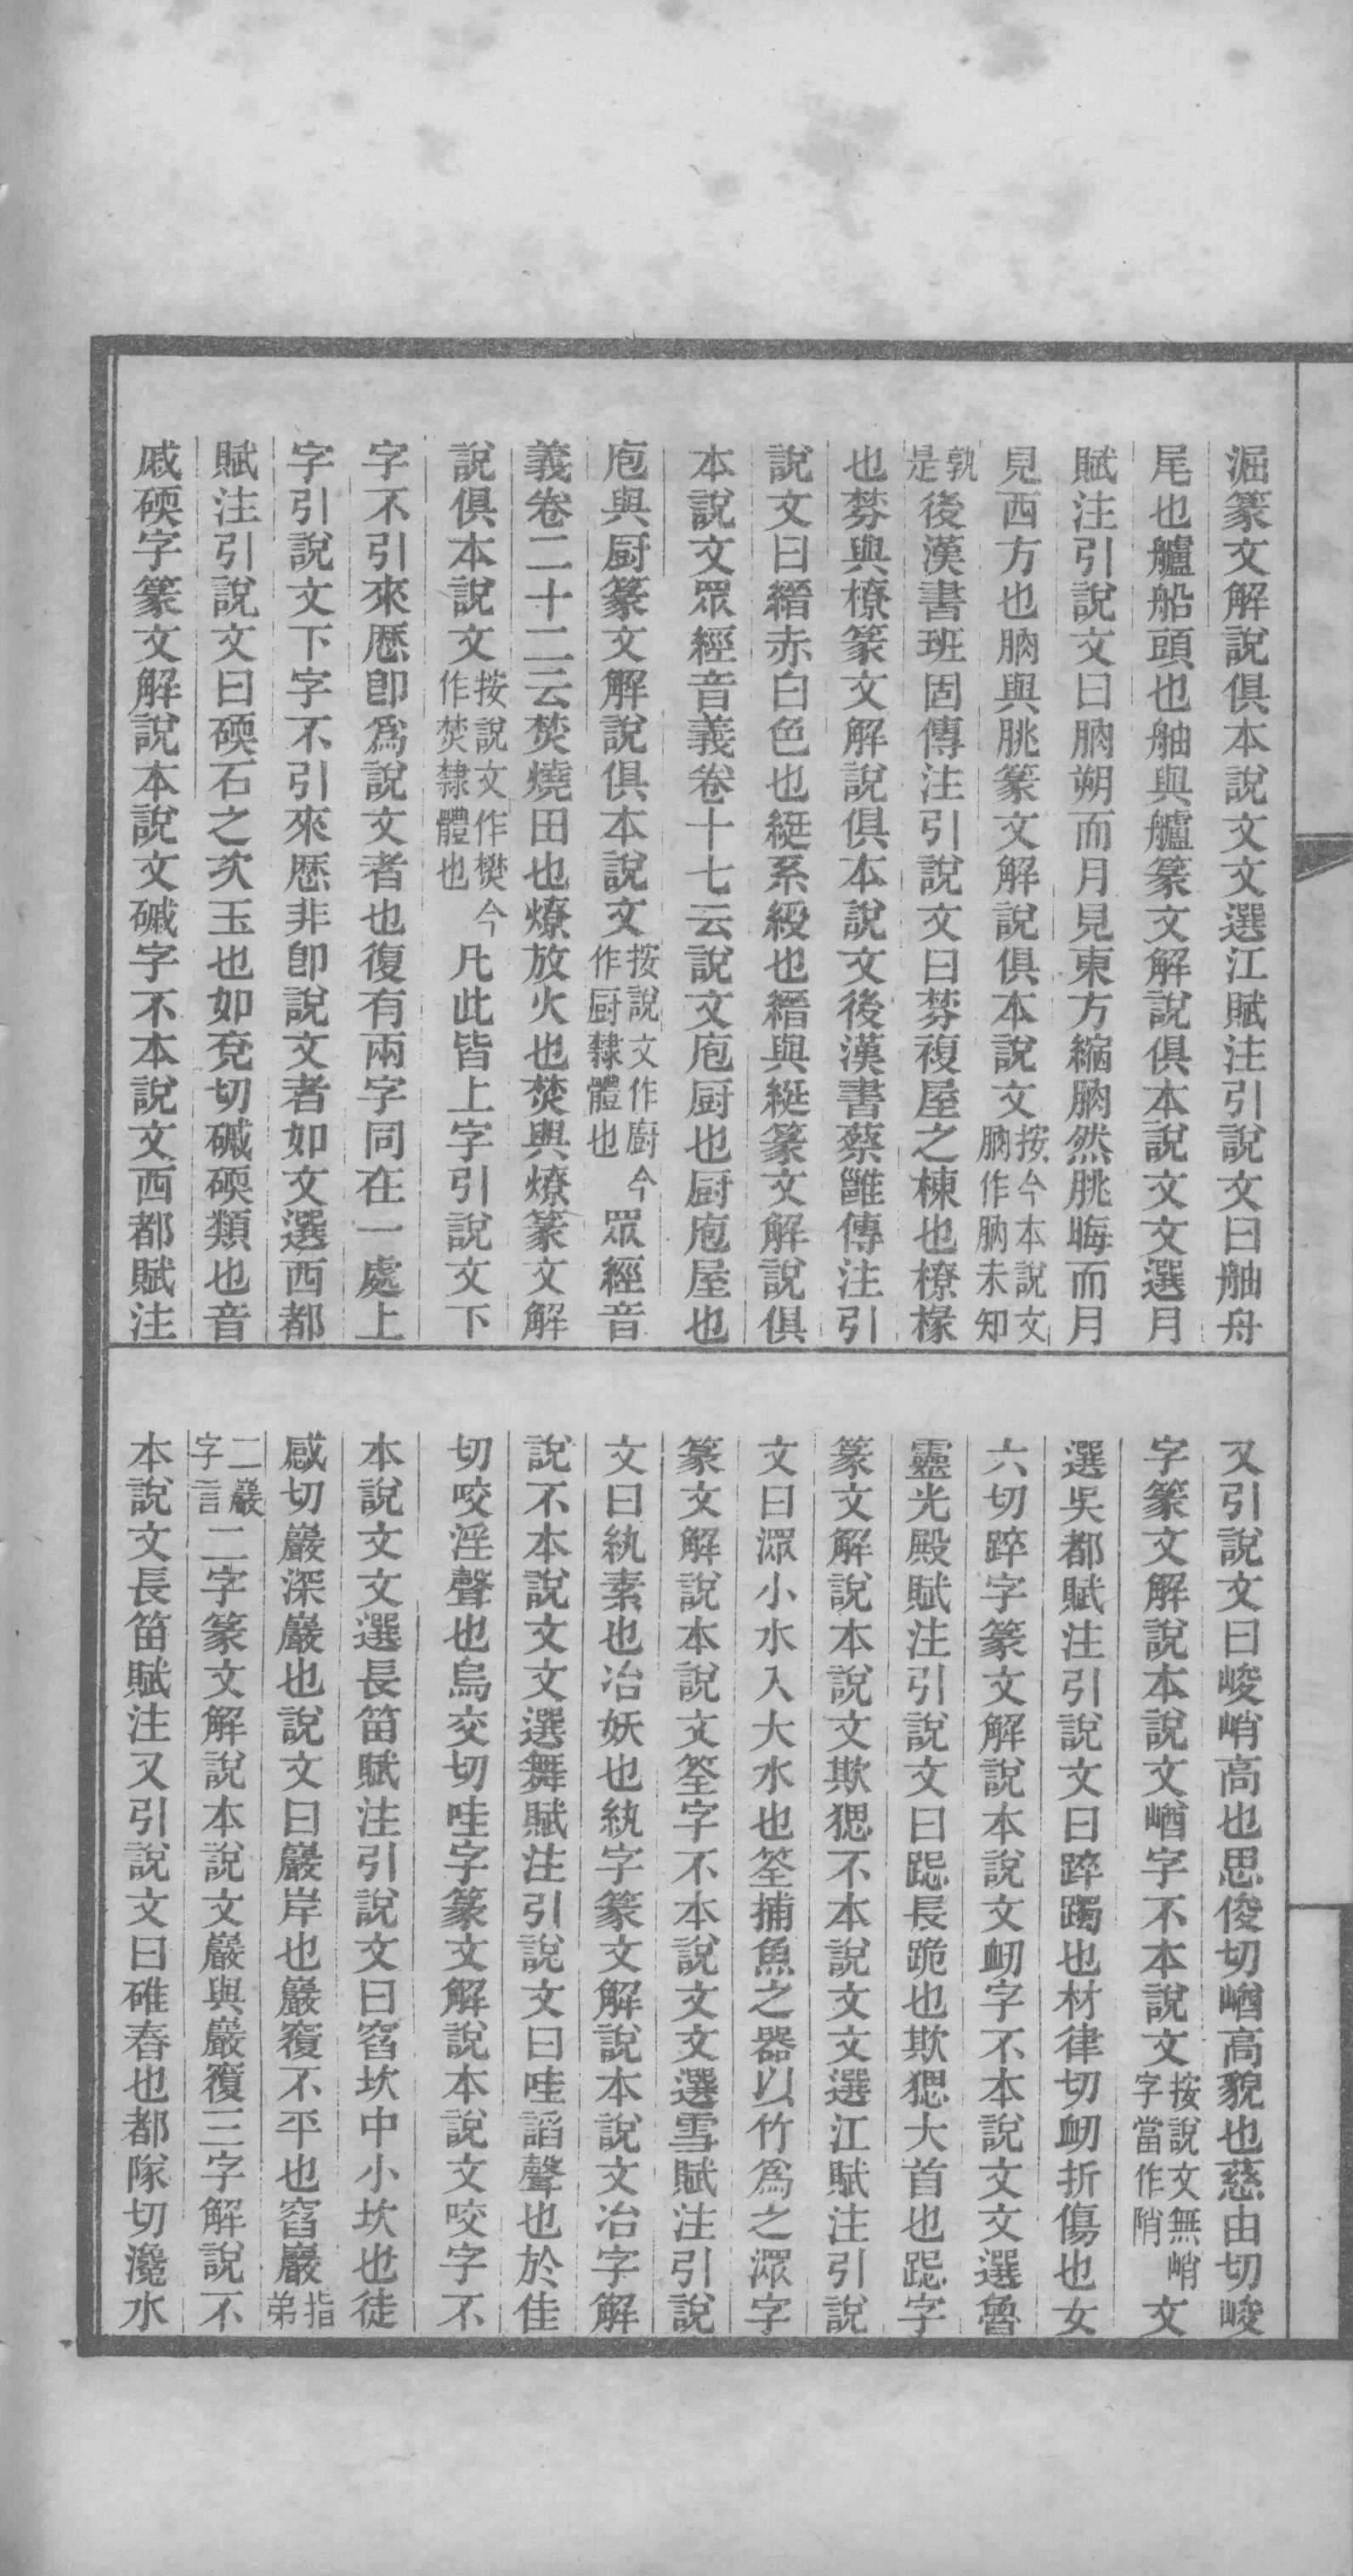 淈篆文解說俱本說文文選江賦注引說文曰舳舟
尾也艫船頭也舳與艫篆文解說俱本說文文選月
賦注引說文曰朒朔而月見東方縮朒然朓晦而月
見西方也朒與朓篆文解說俱本說文按今本說文朒作肭未知
孰是後漢書班固傳注引說文曰棼複屋之棟也橑椽
也棼與橑篆文解說俱本說文後漢書蔡雝傳注引
說文曰縉赤白色也綎系綬也縉與綎篆文解說俱
本說文眾經音義卷十七云說文庖厨也厨庖屋也
庖與厨篆文解說俱本說文按說文作廚今作厨隸體也眾經音
義卷二十二云焚燒田也燎放火也焚與燎篆文解
說俱本說文按說文作樊今作焚隸體也凡此皆上字引說文下
字不引來歷卽爲說文者也復有兩字同在一處上
字引說文下字不引來歷非卽說文者如文選西都
賦注引說文曰碝石之次玉也如兗切碱碝類也音
戚碝字篆文解說本說文碱字不本說文西都賦注
又引說文曰峻峭高也思俊切崷高貌也慈由切峻
字篆文解說本說文崷字不本說文按說文無峭字當作陗文
選吳都賦注引說文曰踤躅也材律切衂折傷也女
六切踤字篆文解說本說文衂字不本說文文選魯
靈光殿賦注引說文曰跽長跪也欺𤟧大首也跽字
篆文解說本說文欺𤟧不本說文文選江賦注引說
文曰潀小水入大水也筌捕魚之器以竹爲之潀字
篆文解說本說文筌字不本說文文選雪賦注引說
文曰紈素也冶妖也紈字篆文解說本說文冶字解
說不本說文文選舞賦注引說文曰哇謟聲也於佳
切咬淫聲也烏交切哇字篆文解說本說文咬字不
本說文文選長笛賦注引說文曰窞坎中小坎也徒
感切巖深巖也說文曰巖岸也巖𥨍不平也窞巖指弟
二巖字言二字篆文解說本說文巖與巖𥨍三字解說不
本說文長笛賦注又引說文曰碓舂也都隊切瀺水